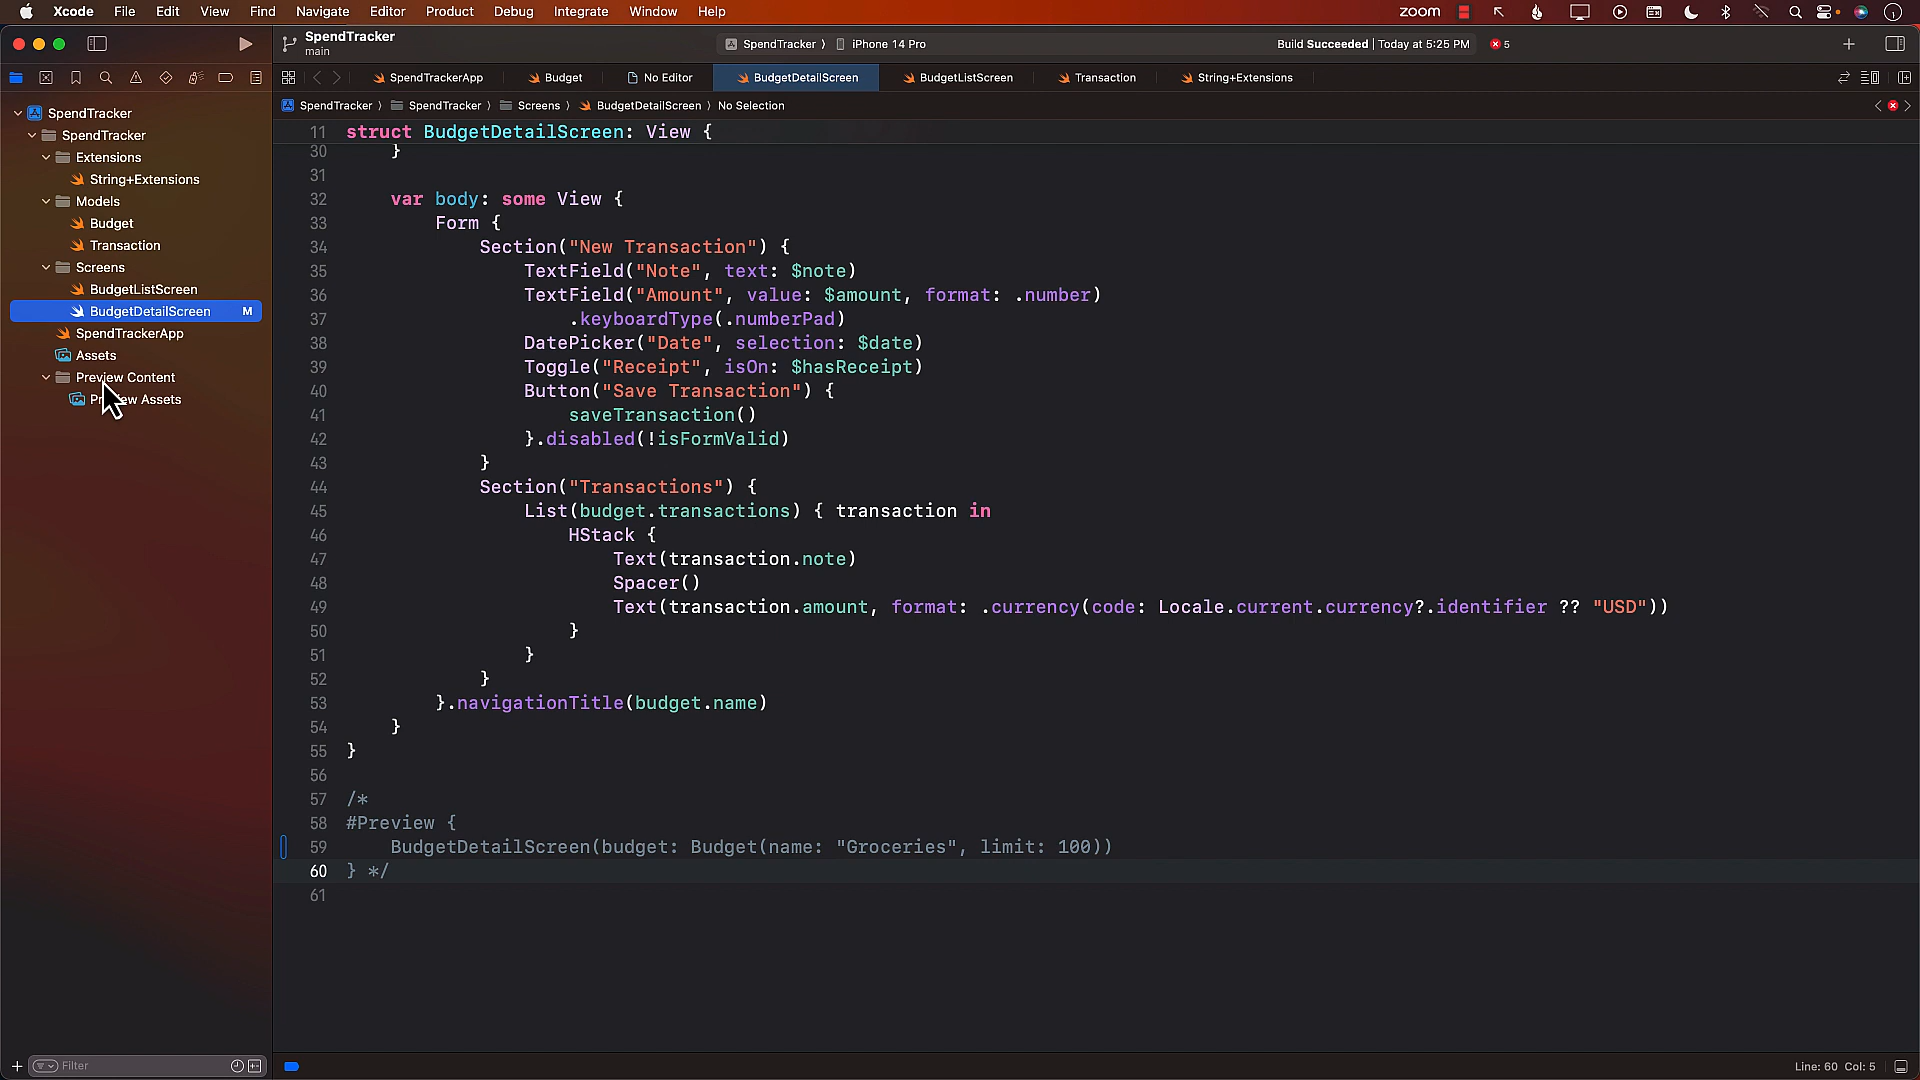 Xcode File Edit View Find Navigate Editor Product Debug Integrate Window Help zoom
SpendTracker
main
SpendTracker 〉 iPhone 14 Pro
Build Succeeded | Today at 5:25 PM
5
SpendTrackerApp Budget No Editor BudgetDetailScreen BudgetListScreen Transaction String+Extensions
SpendTracker 〉 SpendTracker 〉 Screens 〉 BudgetDetailScreen 〉 No Selection
SpendTracker
SpendTracker
Extensions
String+Extensions
Models
Budget
Transaction
Screens
BudgetListScreen
BudgetDetailScreen M
SpendTrackerApp
Assets
Preview Content
Assets
Filter
11 struct BudgetDetailScreen: View {
30 }
31
32 var body: some View {
33 Form {
34 Section("New Transaction") {
35 TextField("Note", text: $note)
36 TextField("Amount", value: $amount, format: .number)
37 .keyboardType(.numberPad)
38 DatePicker("Date", selection: $date)
39 Toggle("Receipt", isOn: $hasReceipt)
40 Button("Save Transaction") {
41 saveTransaction()
42 }.disabled(!isFormValid)
43 }
44 Section("Transactions") {
45 List(budget.transactions) { transaction in
46 HStack {
47 Text(transaction.note)
48 Spacer()
49 Text(transaction.amount, format: .currency(code: Locale.current.currency?.identifier ?? "USD"))
50 }
51 }
52 }
53 }.navigationTitle(budget.name)
54 }
55 }
56
57 /*
58 #Preview {
59 BudgetDetailScreen(budget: Budget(name: "Groceries", limit: 100))
60 } */
61
Line: 60 Col: 5